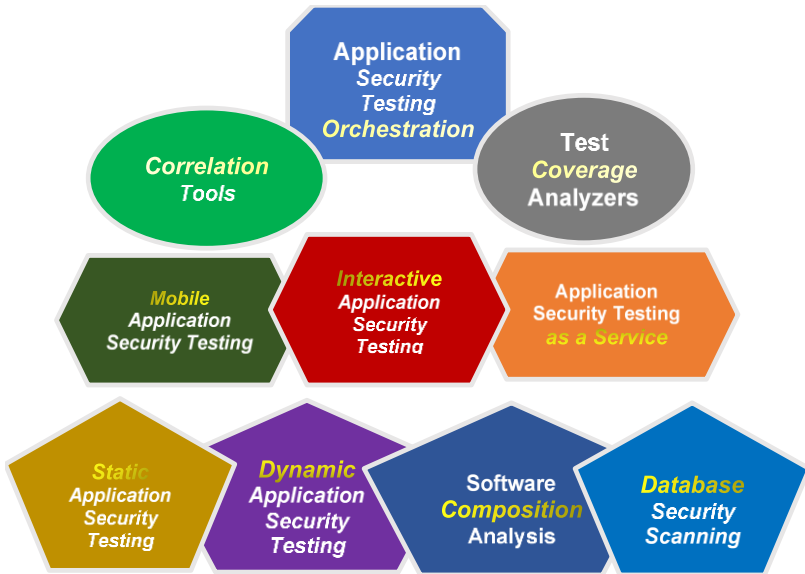 Application
Security
Testing
Orchestration
Correlation
Tools
Test
Coverage
Analyzers
Mobile
Application
Security Testing
Interactive
Application
Security
Testing
Application
Security Testing
as a Service
Static
Application
Security
Testing
Dynamic
Application
Security
Testing
Software
Composition
Analysis
Database
Security
Scanning